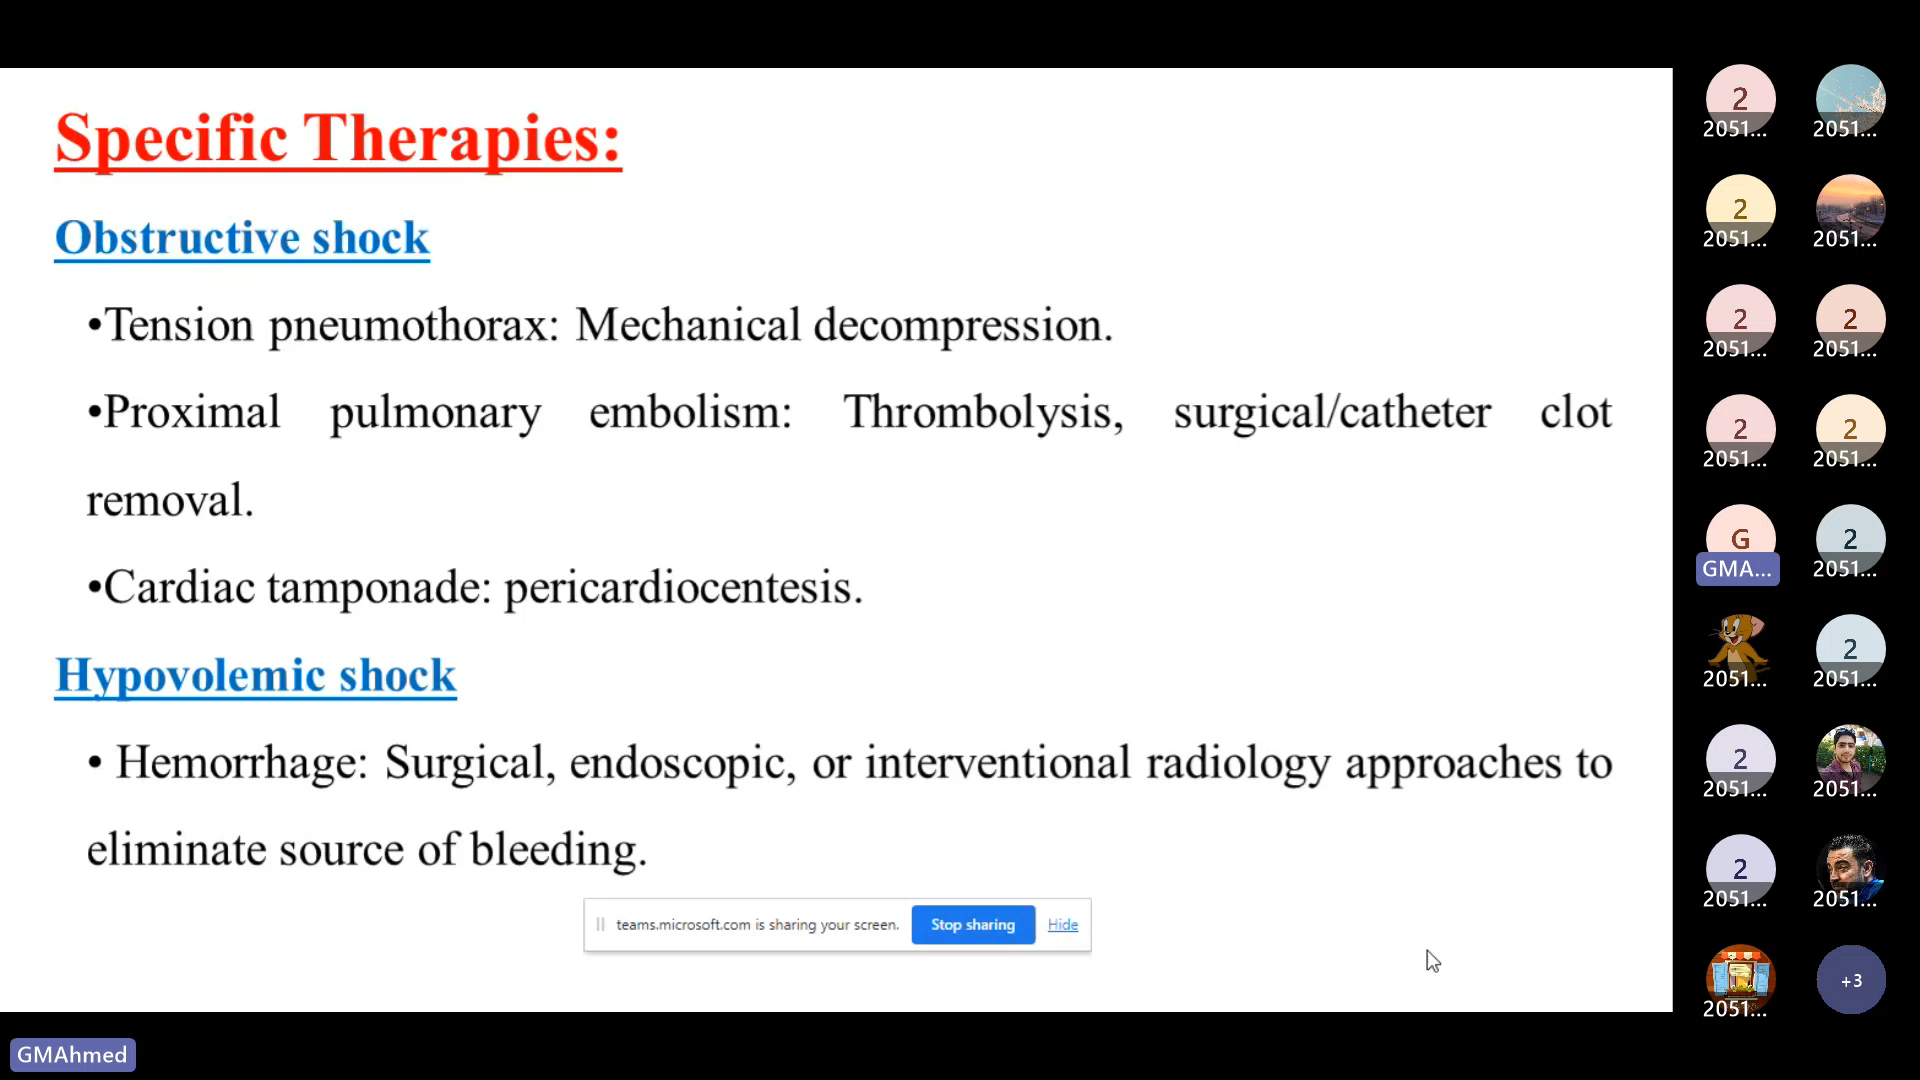 Specific Therapies:
Obstructive shock
•Tension pneumothorax: Mechanical decompression.
•Proximal pulmonary embolism: Thrombolysis, surgical/catheter clot
removal.
•Cardiac tamponade: pericardiocentesis.
Hypovolemic shock
• Hemorrhage: Surgical, endoscopic, or interventional radiology approaches to
eliminate source of bleeding.
teams.microsoft.com is sharing your screen. Stop sharing Hide
GMAhmed
2 2051... 2051...
2 2051... 2051...
2 2051... 2 2051...
2 2051... 2 2051...
G GMA... 2 2051...
2051... 2 2051...
2 2051... 2051...
2 2051... 2051...
2051... +3